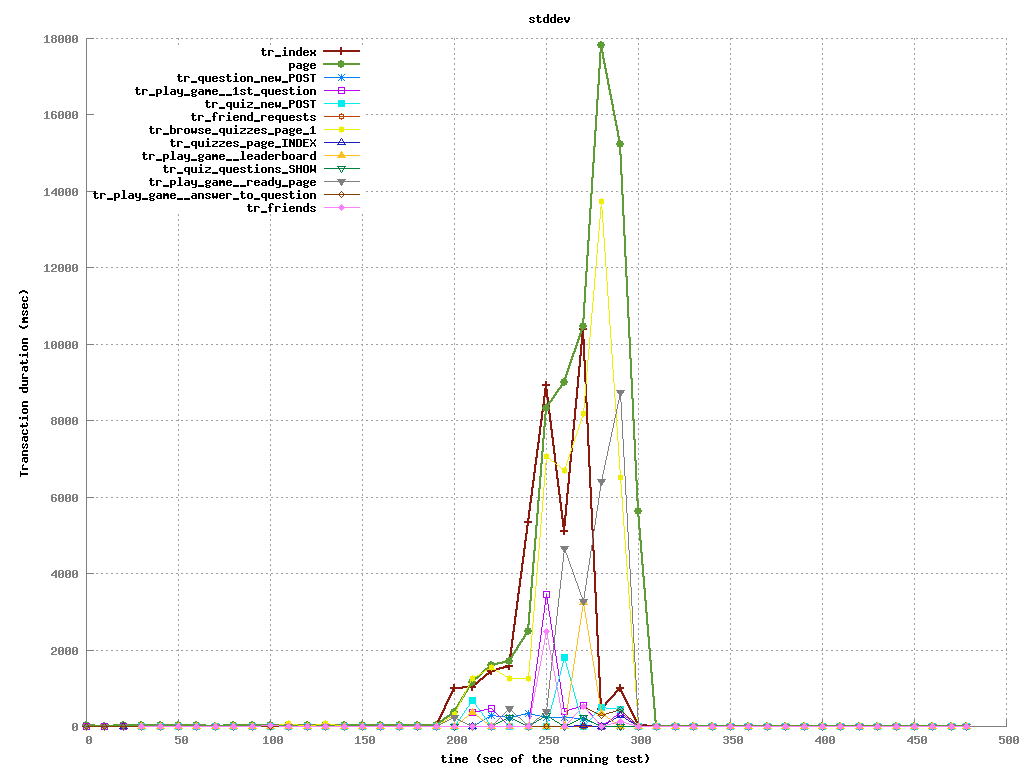 stddev
18000
16000
14000
12000
10000
8000
6000
4000
2000
0
Transaction duration (msec)
tr_index
page
tr_question_new_POST
tr_play_game__1st_question
tr_quiz_new_POST
tr_friend_requests
tr_browse_quizzes_page_1
tr_quizzes_page_INDEX
tr_play_game__leaderboard
tr_quiz_questions_SHOW
tr_play_game__ready_page
tr_play_game__answer_to_question
tr_friends
0 50 100 150 200 250 300 350 400 450 500
time (sec of the running test)